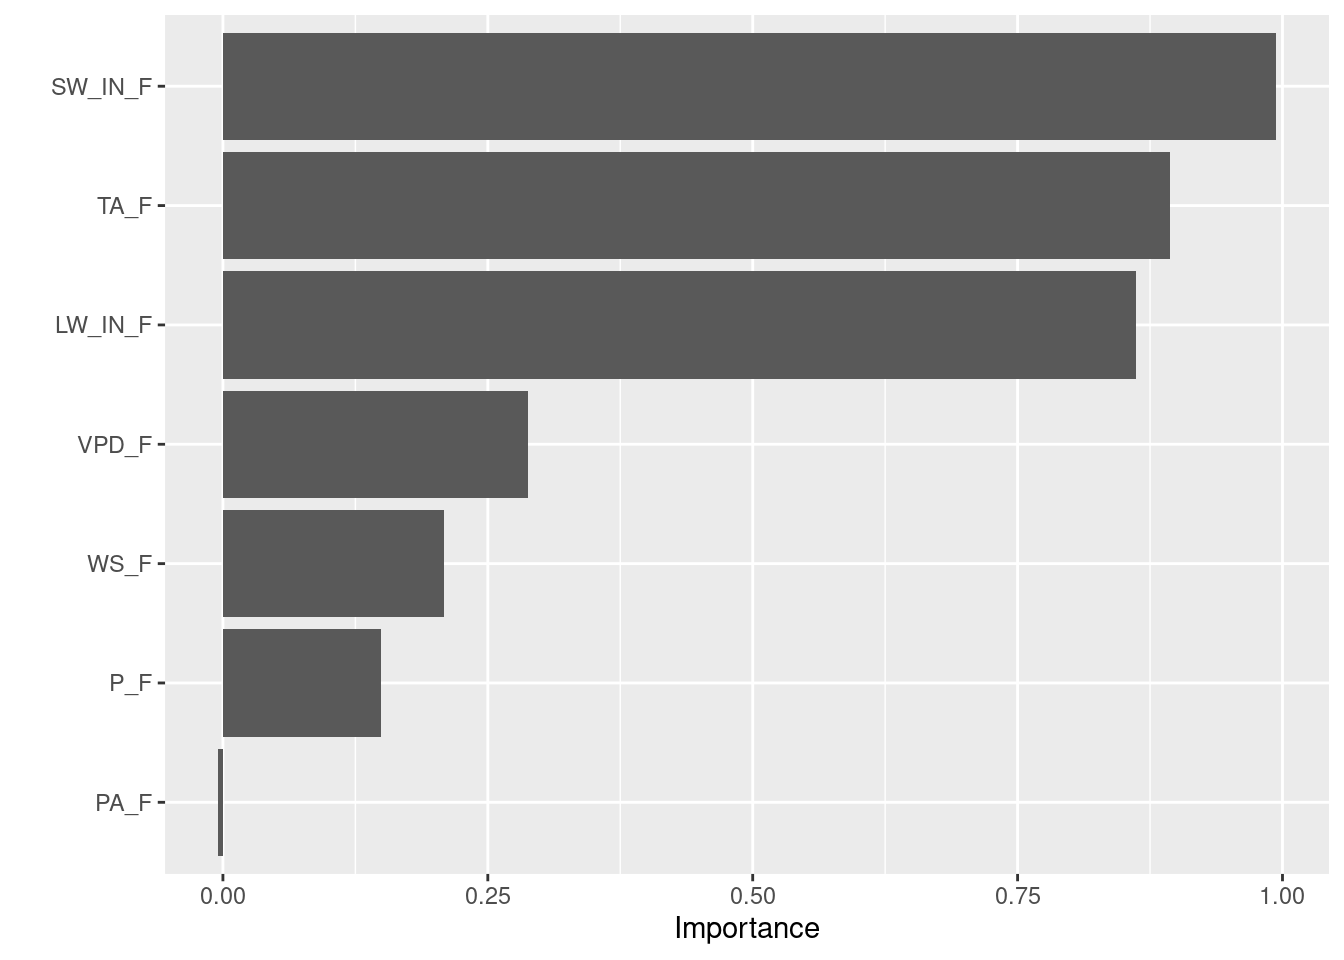 SW_IN_F
TA_F
LW_IN_F
VPD_F
WS_F
P_F
PA_F
0.00 0.25 0.50 0.75 1.00
Importance